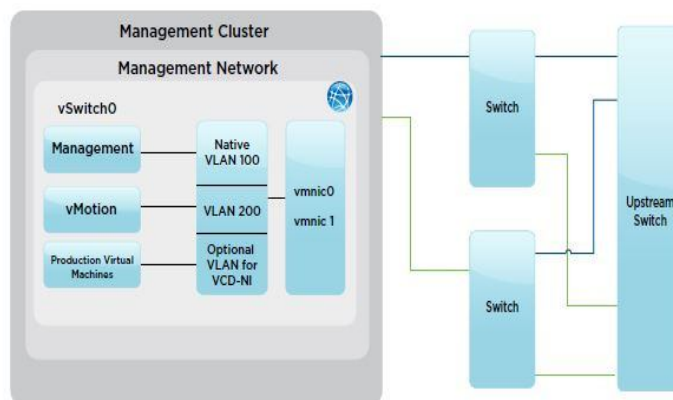 Management Cluster
Management Network
vSwitch0
Management
Native
VLAN 100
vmnic0
vmnic 1
vMotion
VLAN 200
Production Virtual
Machines
Optional
VLAN for
VCD-NI
Switch
Switch
Upstream
Switch